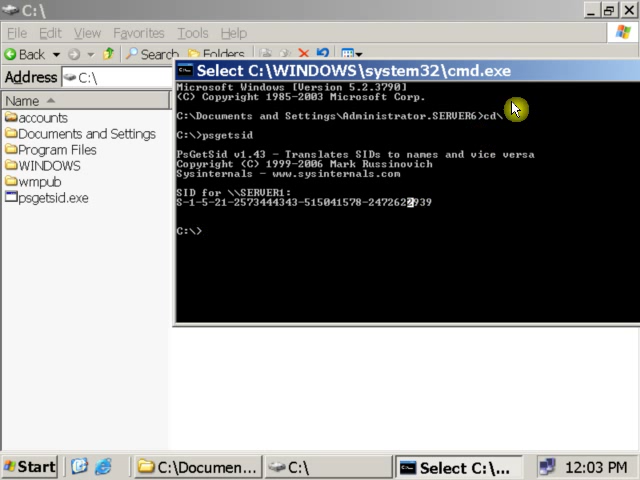 C:\
File Edit View Favorites Tools Help
Back Search Folders
Address C:\
Name
accounts
Documents and Settings
Program Files
WINDOWS
wmpub
psgetsid.exe
Select C:\WINDOWS\system32\cmd.exe
Microsoft Windows [Version 5.2.3790]
(C) Copyright 1985-2003 Microsoft Corp.
C:\Documents and Settings\Administrator.SERVER6>cd\
C:\>psgetsid
PsGetSid v1.43 - Translates SIDs to names and vice versa
Copyright (C) 1999-2006 Mark Russinovich
Sysinternals - www.sysinternals.com
SID for \\SERVER1:
S-1-5-21-2573444343-515041578-2472622939
C:\>
Start C:\Documen... C:\ Select C:\... 12:03 PM